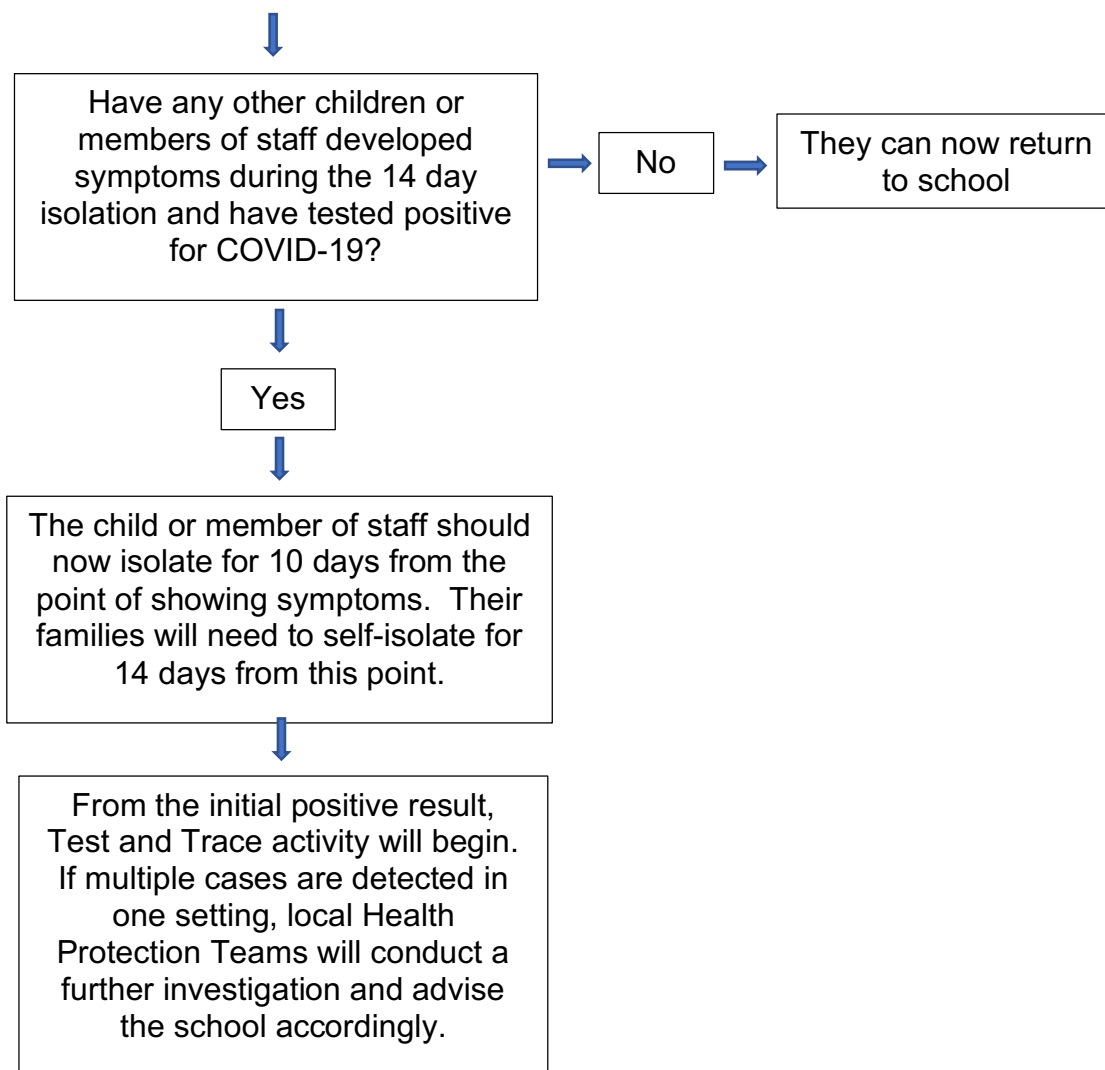 Have any other children or
members of staff developed
symptoms during the 14 day
isolation and have tested positive
for COVID-19?
No
They can now return
to school
Yes
The child or member of staff should
now isolate for 10 days from the
point of showing symptoms.  Their
families will need to self-isolate for
14 days from this point.
From the initial positive result,
Test and Trace activity will begin.
If multiple cases are detected in
one setting, local Health
Protection Teams will conduct a
further investigation and advise
the school accordingly.